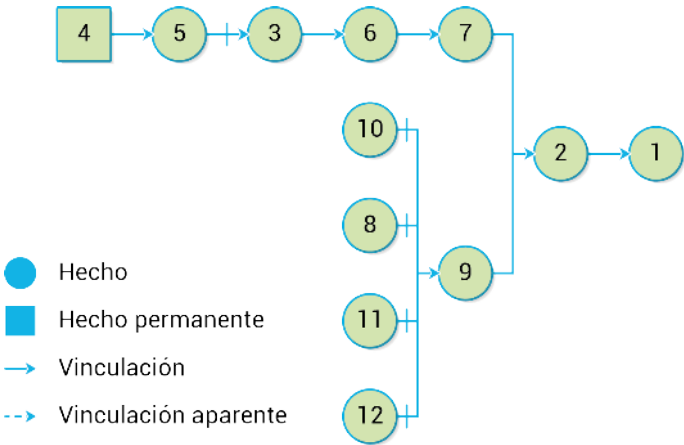 4 5 3 6 7
10
2 1
8
9
11
12
Hecho
Hecho permanente
Vinculación
Vinculación aparente